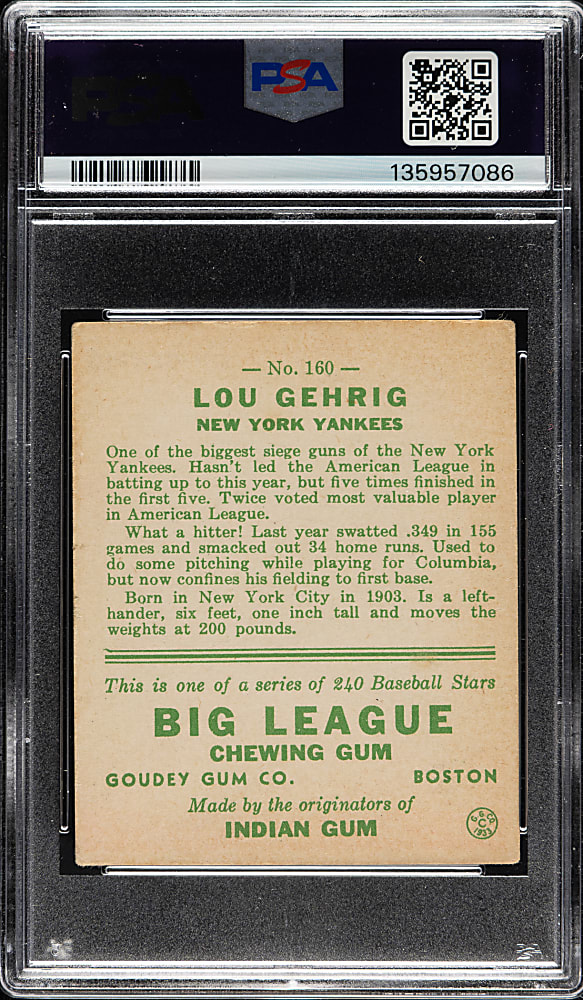 PSA
135957086
— No. 160 —
LOU GEHRIG
NEW YORK YANKEES
One of the biggest siege guns of the New York
Yankees. Hasn't led the American League in
batting up to this year, but five times finished in
the first five. Twice voted most valuable player
in American League.
What a hitter! Last year swatted .349 in 155
games and smacked out 34 home runs. Used to
do some pitching while playing for Columbia,
but now confines his fielding to first base.
Born in New York City in 1903. Is a left-
hander, six feet, one inch tall and moves the
weights at 200 pounds.
This is one of a series of 240 Baseball Stars
BIG LEAGUE
CHEWING GUM
GOUDEY GUM CO. BOSTON
Made by the originators of
INDIAN GUM
G. G. CO.
C
1933
PSA